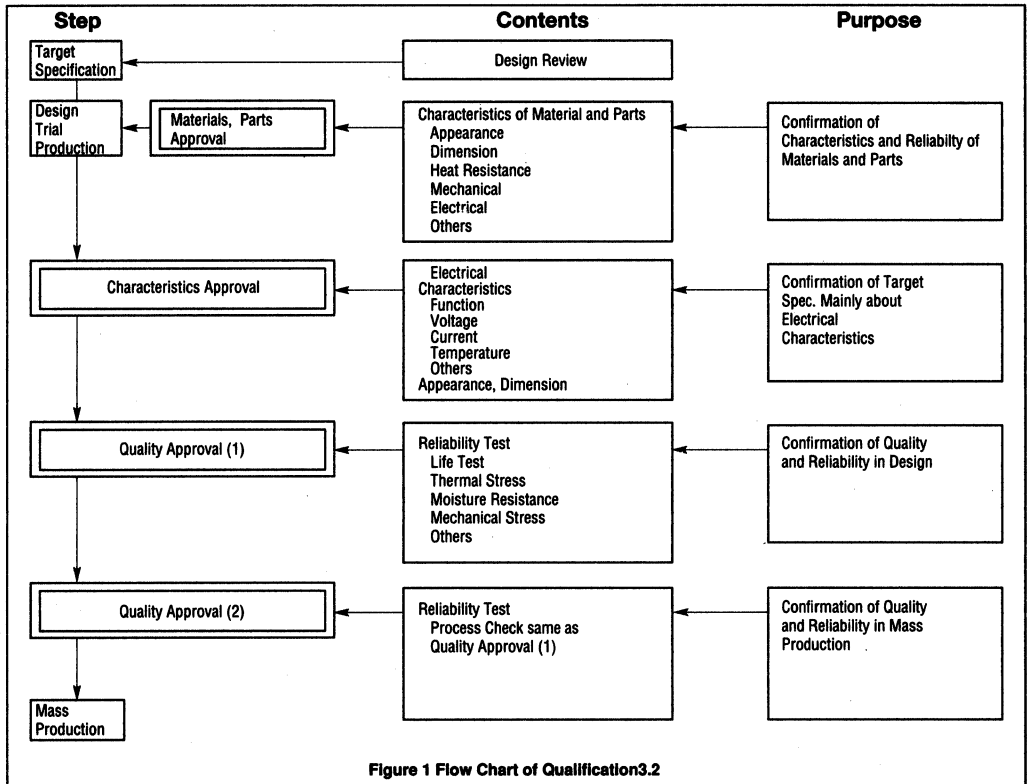 Step
Contents
Purpose
Target
Specification
Design Review
Design
Trial
Production
Materials, Parts
Approval
Characteristics of Material and Parts
Appearance
Dimension
Heat Resistance
Mechanical
Electrical
Others
Confirmation of
Characteristics and Reliabilty of
Materials and Parts
Characteristics Approval
Electrical
Characteristics
Function
Voltage
Current
Temperature
Others
Appearance, Dimension
Confirmation of Target
Spec. Mainly about
Electrical
Characteristics
Quality Approval (1)
Reliability Test
Life Test
Thermal Stress
Moisture Resistance
Mechanical Stress
Others
Confirmation of Quality
and Reliability in Design
Quality Approval (2)
Reliability Test
Process Check same as
Quality Approval (1)
Confirmation of Quality
and Reliability in Mass
Production
Mass
Production
Figure 1 Flow Chart of Qualification3.2